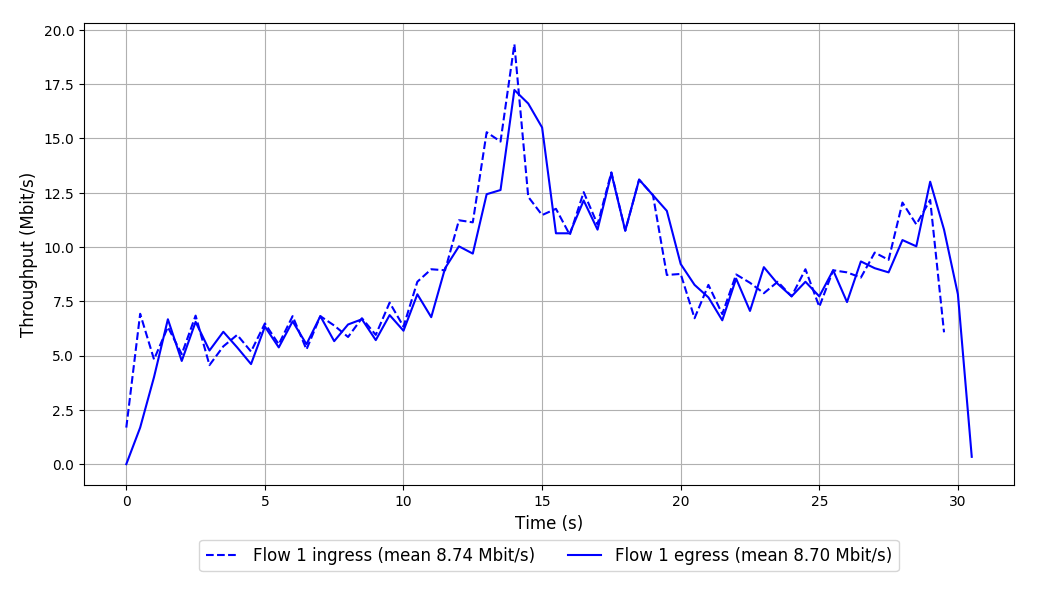 20.0
17.5
15.0
12.5
10.0
7.5
5.0
2.5
0.0
Throughput (Mbit/s)
0 5 10 15 20 25 30
Time (s)
Flow 1 ingress (mean 8.74 Mbit/s) Flow 1 egress (mean 8.70 Mbit/s)